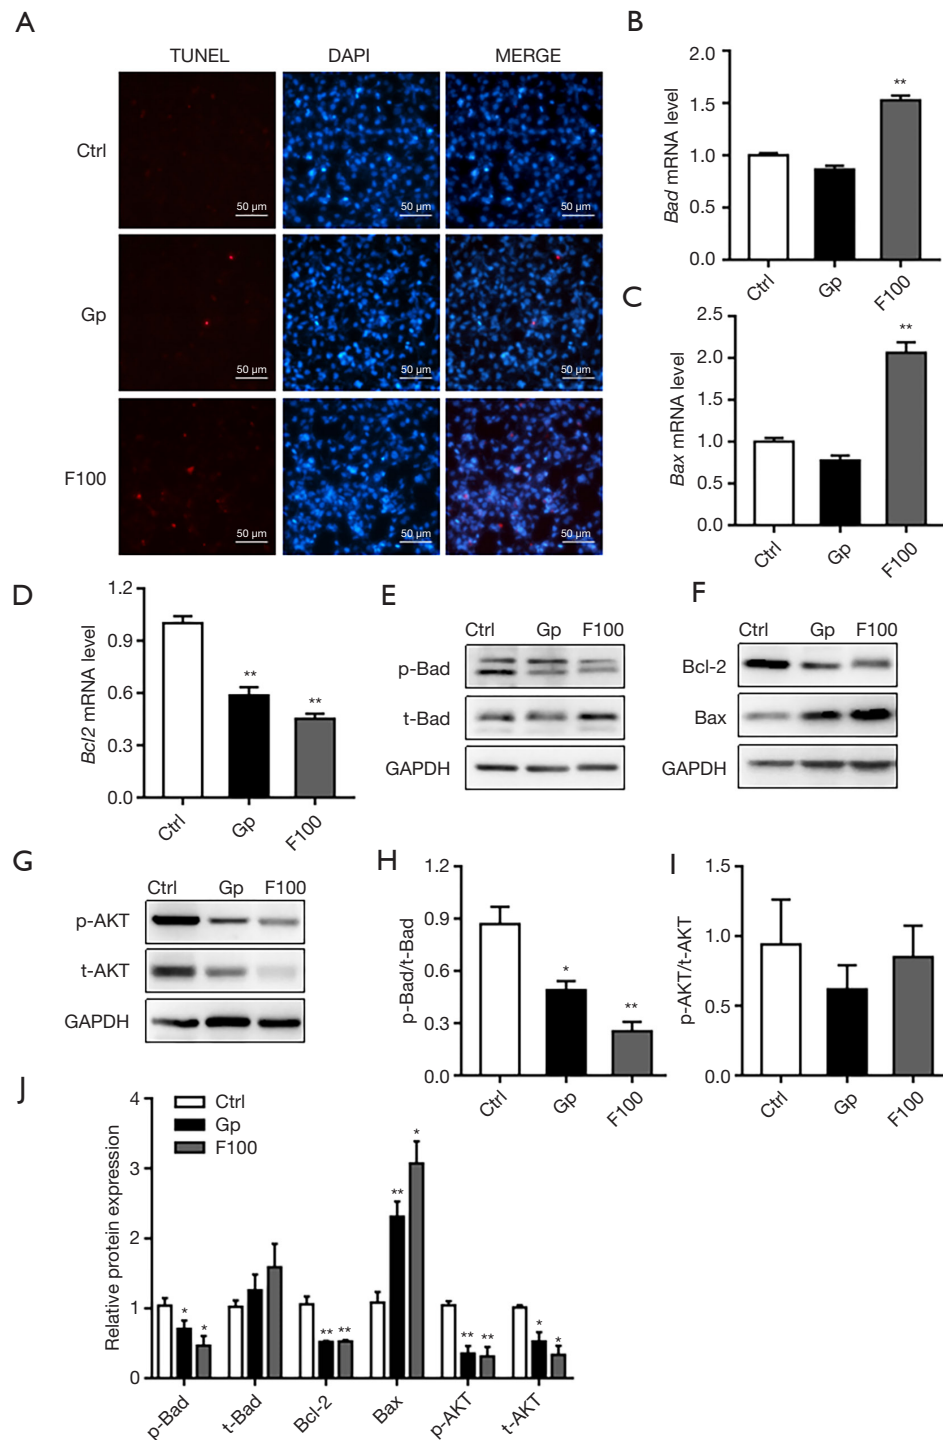 A
TUNEL DAPI MERGE
Ctrl
50 µm 50 µm 50 µm
Gp
50 µm 50 µm 50 µm
F100
50 µm 50 µm 50 µm
B
Bad mRNA level
2.0
1.5
1.0
0.5
0.0
**
Ctrl Gp F100
C
Bax mRNA level
2.5
2.0
1.5
1.0
0.5
0.0
**
Ctrl Gp F100
D
Bcl2 mRNA level
1.2
0.9
0.6
0.3
0.0
** **
Ctrl Gp F100
E
Ctrl Gp F100
p-Bad
t-Bad
GAPDH
F
Ctrl Gp F100
Bcl-2
Bax
GAPDH
G
Ctrl Gp F100
p-AKT
t-AKT
GAPDH
H
p-Bad/t-Bad
1.2
0.9
0.6
0.3
0.0
* **
Ctrl Gp F100
I
p-AKT/t-AKT
1.5
1.0
0.5
0.0
Ctrl Gp F100
J
Relative protein expression
4
3
2
1
0
Ctrl
Gp
F100
* * ** ** ** * ** ** * *
p-Bad t-Bad Bcl-2 Bax p-AKT t-AKT